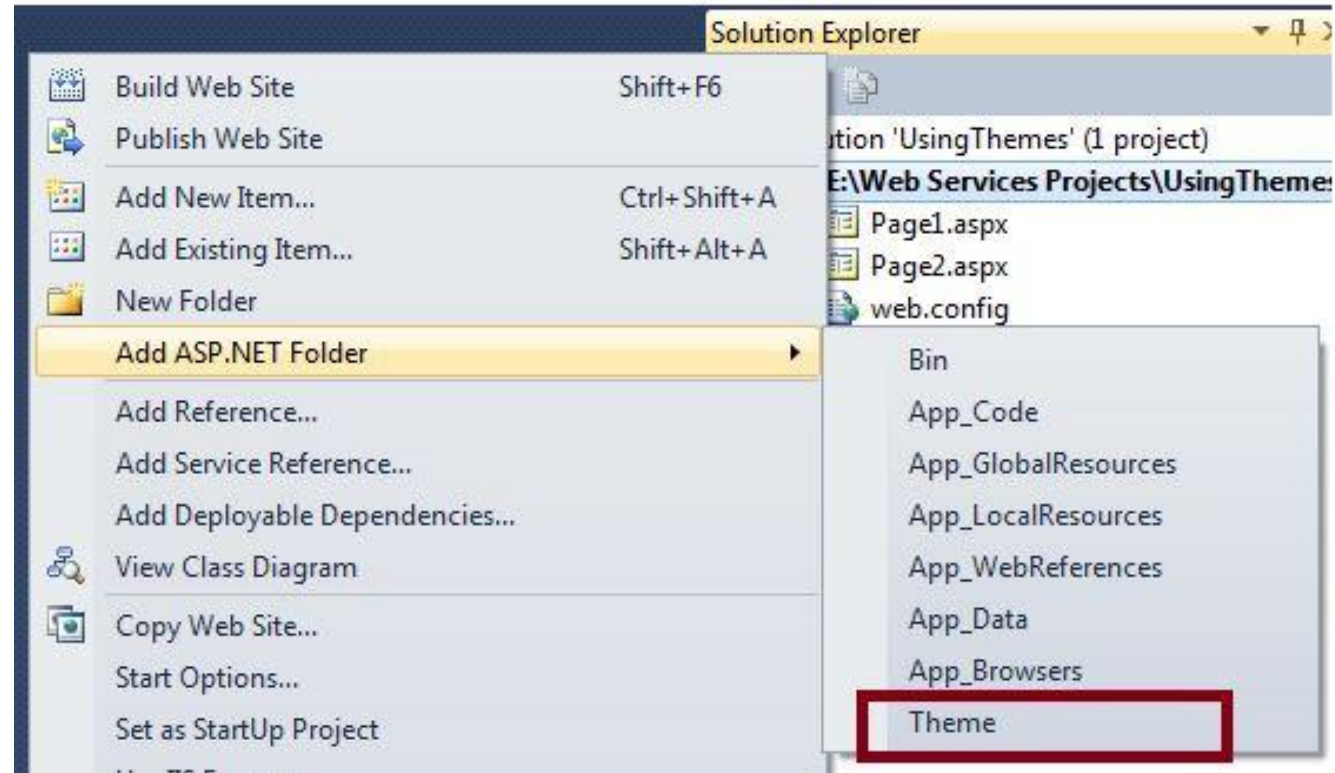 Solution Explorer
Build Web Site Shift+F6
Publish Web Site
Add New Item... Ctrl+Shift+A
Add Existing Item... Shift+Alt+A
New Folder
Add ASP.NET Folder
Add Reference...
Add Service Reference...
Add Deployable Dependencies...
View Class Diagram
Copy Web Site...
Start Options...
Set as StartUp Project
ution 'UsingThemes' (1 project)
E:\Web Services Projects\UsingThemes
Page1.aspx
Page2.aspx
web.config
Bin
App_Code
App_GlobalResources
App_LocalResources
App_WebReferences
App_Data
App_Browsers
Theme